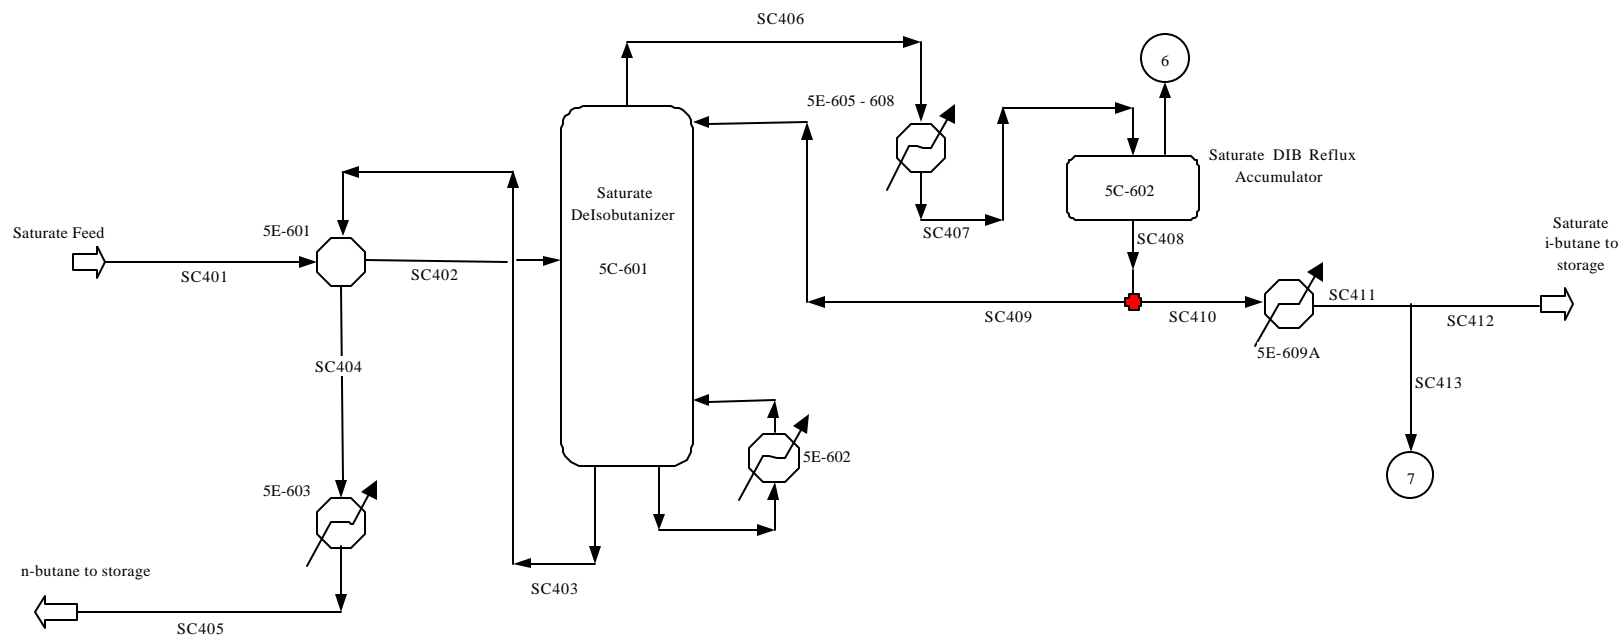 SC406
6
5E-605 - 608
Saturate DIB Reflux
Accumulator
5C-602
Saturate
DeIsobutanizer
5C-601
Saturate Feed
5E-601
SC401
SC402
SC407
SC408
Saturate
i-butane to
storage
SC409
SC410
SC411
SC412
5E-609A
SC404
SC413
5E-602
7
5E-603
n-butane to storage
SC403
SC405